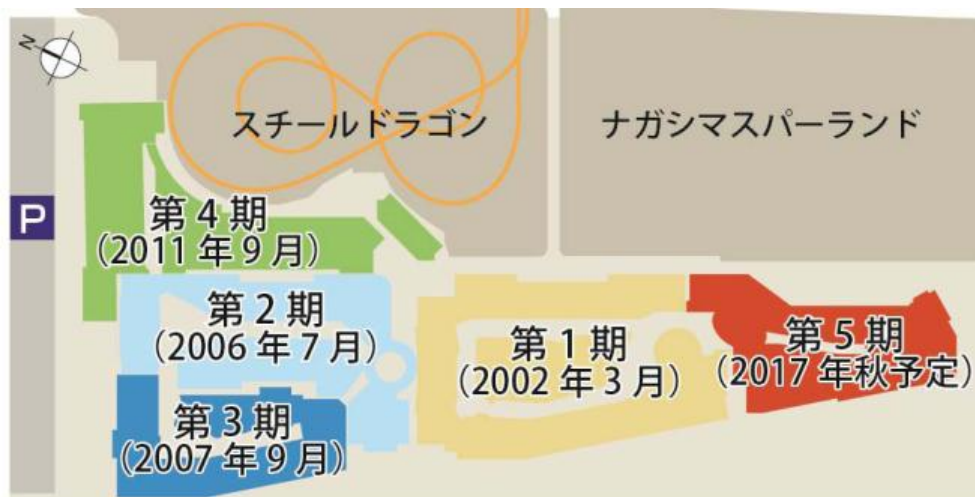 N
スチールドラゴン
ナガシマスパーランド
P
第4期
(2011年9月)
第2期
(2006年7月)
第1期
(2002年3月)
第5期
(2017年秋予定)
第3期
(2007年9月)